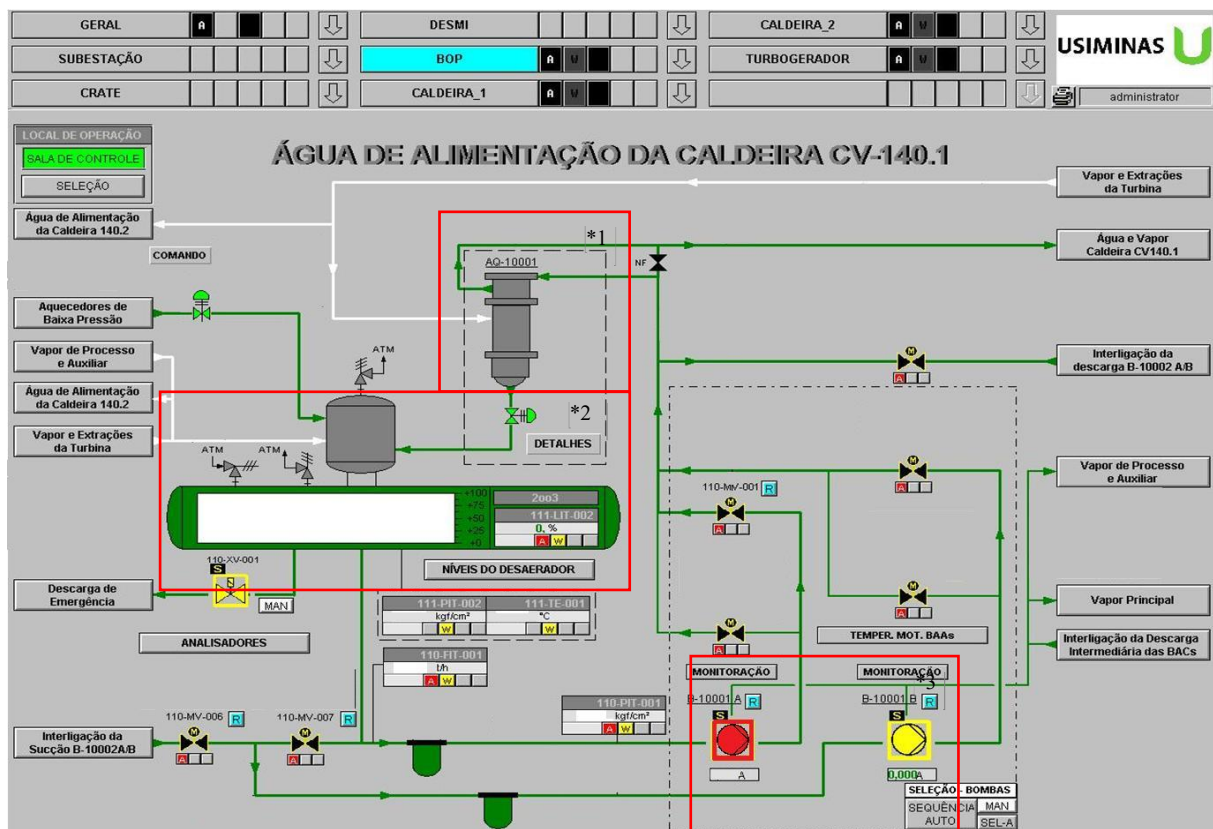 GERAL
A
DESMI
CALDEIRA_2
A W
USIMINAS
SUBESTAÇÃO
BOP
A W
TURBOGERADOR
A W
CRATE
CALDEIRA_1
A W
administrator
LOCAL DE OPERAÇÃO
SALA DE CONTROLE
SELEÇÃO
ÁGUA DE ALIMENTAÇÃO DA CALDEIRA CV-140.1
Vapor e Extrações
da Turbina
Água de Alimentação
da Caldeira 140.2
COMANDO
*1
Água e Vapor
Caldeira CV140.1
AQ-10001
NF
Aquecedores de
Baixa Pressão
Vapor de Processo
e Auxiliar
ATM
M
A
Interligação da
descarga B-10002 A/B
Água de Alimentação
da Caldeira 140.2
*2
DETALHES
Vapor e Extrações
da Turbina
ATM
ATM
M
A
Vapor de Processo
e Auxiliar
110-MV-001 R
M
A
+100
+75
+50
+25
+0
2oo3
111-LIT-002
0, %
A W
110-XV-001
S
MAN
NÍVEIS DO DESAERADOR
Descarga de
Emergência
111-PIT-002
kgf/cm²
W
111-TE-001
°C
W
M
A
Vapor Principal
ANALISADORES
M
A
TEMPER. MOT. BAAs
Interligação da Descarga
Intermediária das BACs
110-FIT-001
t/h
A W
MONITORAÇÃO
MONITORAÇÃO
*3
B-10001 A R
B-10001 B R
110-PIT-001
kgf/cm²
A W
S
S
110-MV-006 R
110-MV-007 R
M
M
Interligação da
Sucção B-10002A/B
A
A
A
0,000A
SELEÇÃO - BOMBAS
SEQUÊNCIA
AUTO
MAN
SEL-A